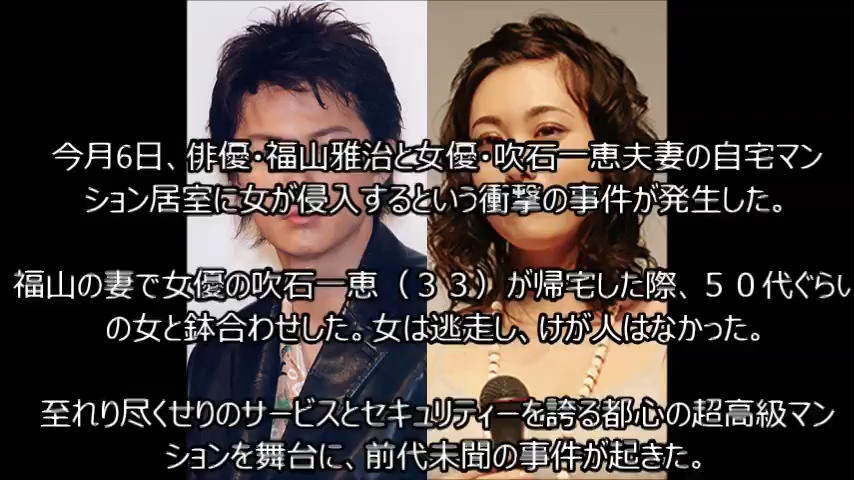 今月6日、俳優・福山雅治と女優・吹石一恵夫妻の自宅マン
ション居室に女が侵入するという衝撃の事件が発生した。
福山の妻で女優の吹石一恵（３３）が帰宅した際、５０代ぐらい
の女と鉢合わせした。女は逃走し、けが人はなかった。
至れり尽くせりのサービスとセキュリティーを誇る都心の超高級マン
ションを舞台に、前代未聞の事件が起きた。